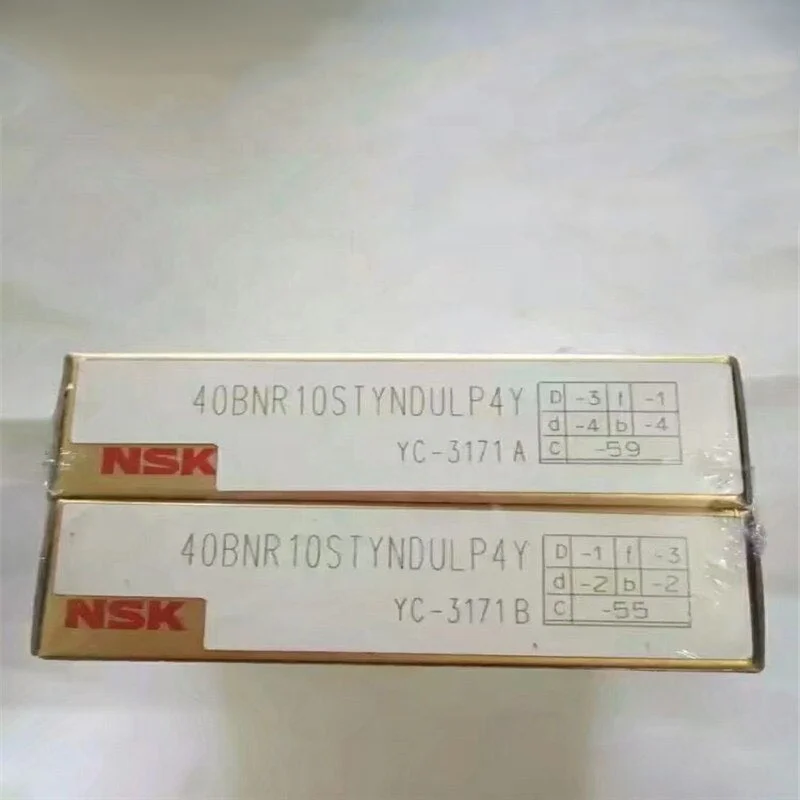 40BNR10STYNDULP4Y D -3 f -1
d -4 b -4
NSK YC-3171A C -59
40BNR10STYNDULP4Y D -1 f -3
d -2 b -2
NSK YC-3171B C -55